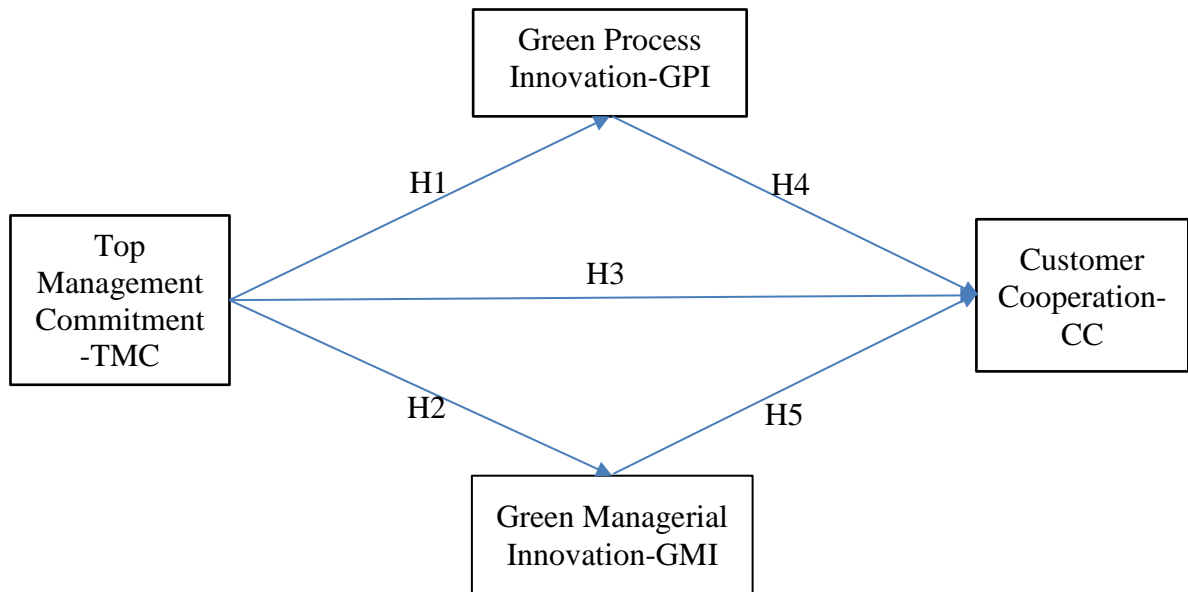 Green Process
Innovation-GPI
H1
H4
Top
Management
Commitment
-TMC
H3
Customer
Cooperation-
CC
H2
H5
Green Managerial
Innovation-GMI